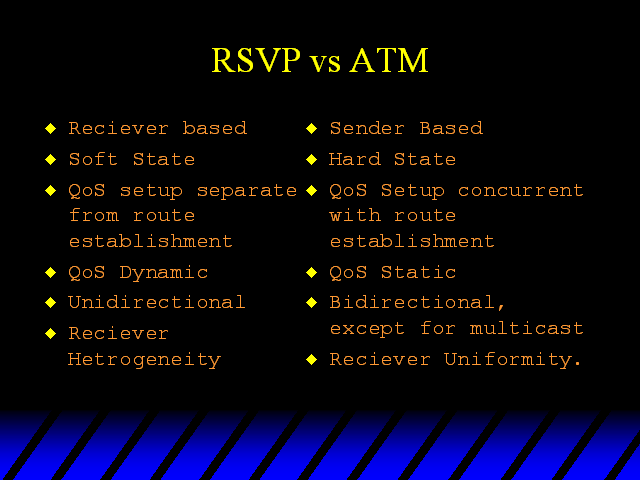 RSVP vs ATM
Reciever based
Soft State
QoS setup separate
from route
establishment
QoS Dynamic
Unidirectional
Reciever
Hetrogeneity
Sender Based
Hard State
QoS Setup concurrent
with route
establishment
QoS Static
Bidirectional,
except for multicast
Reciever Uniformity.